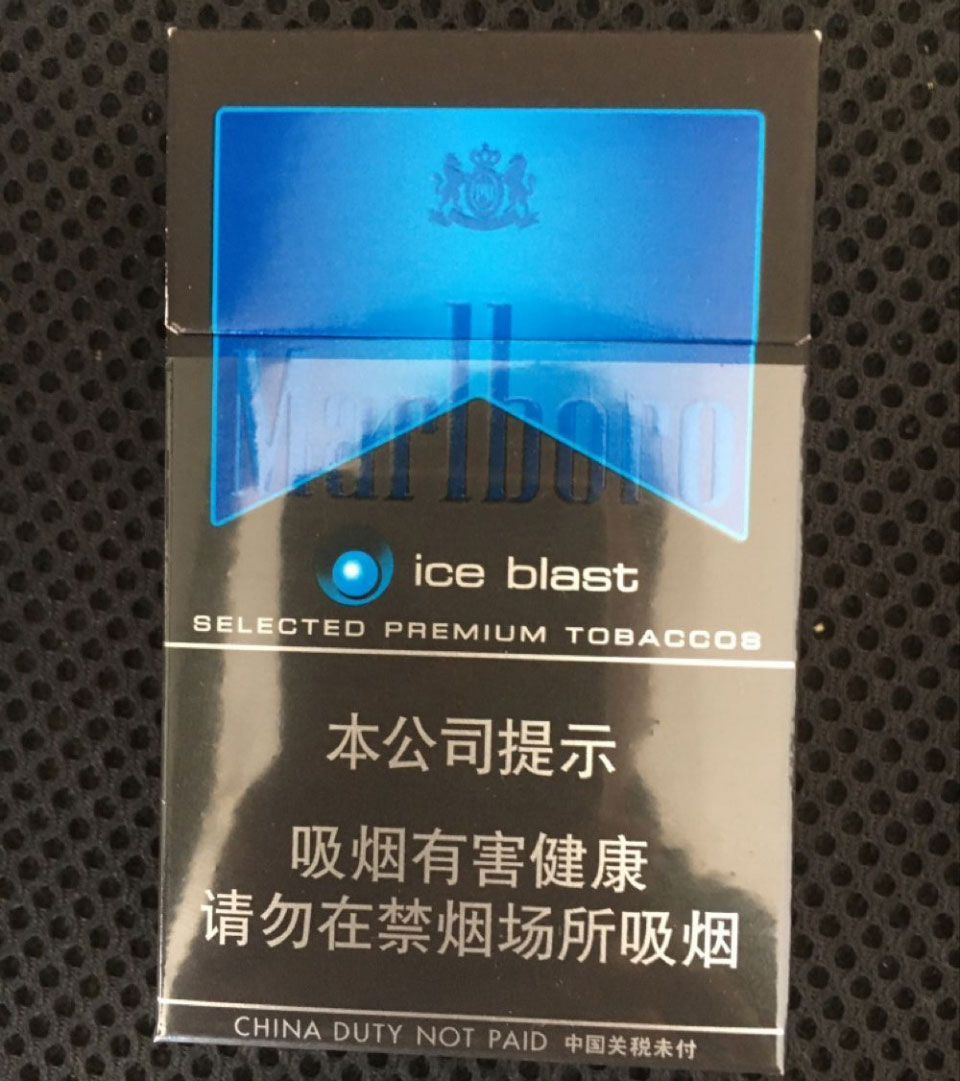 Marlboro
ice blast
SELECTED PREMIUM TOBACCOS
本公司提示
吸烟有害健康
请勿在禁烟场所吸烟
CHINA DUTY NOT PAID 中国关税未付